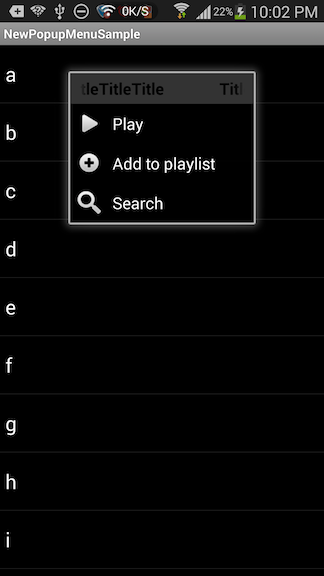 0K/S 22% 10:02 PM
NewPopupMenuSample
a
tleTitleTitle Titl
b
Play
Add to playlist
c
Search
d
e
f
g
h
i